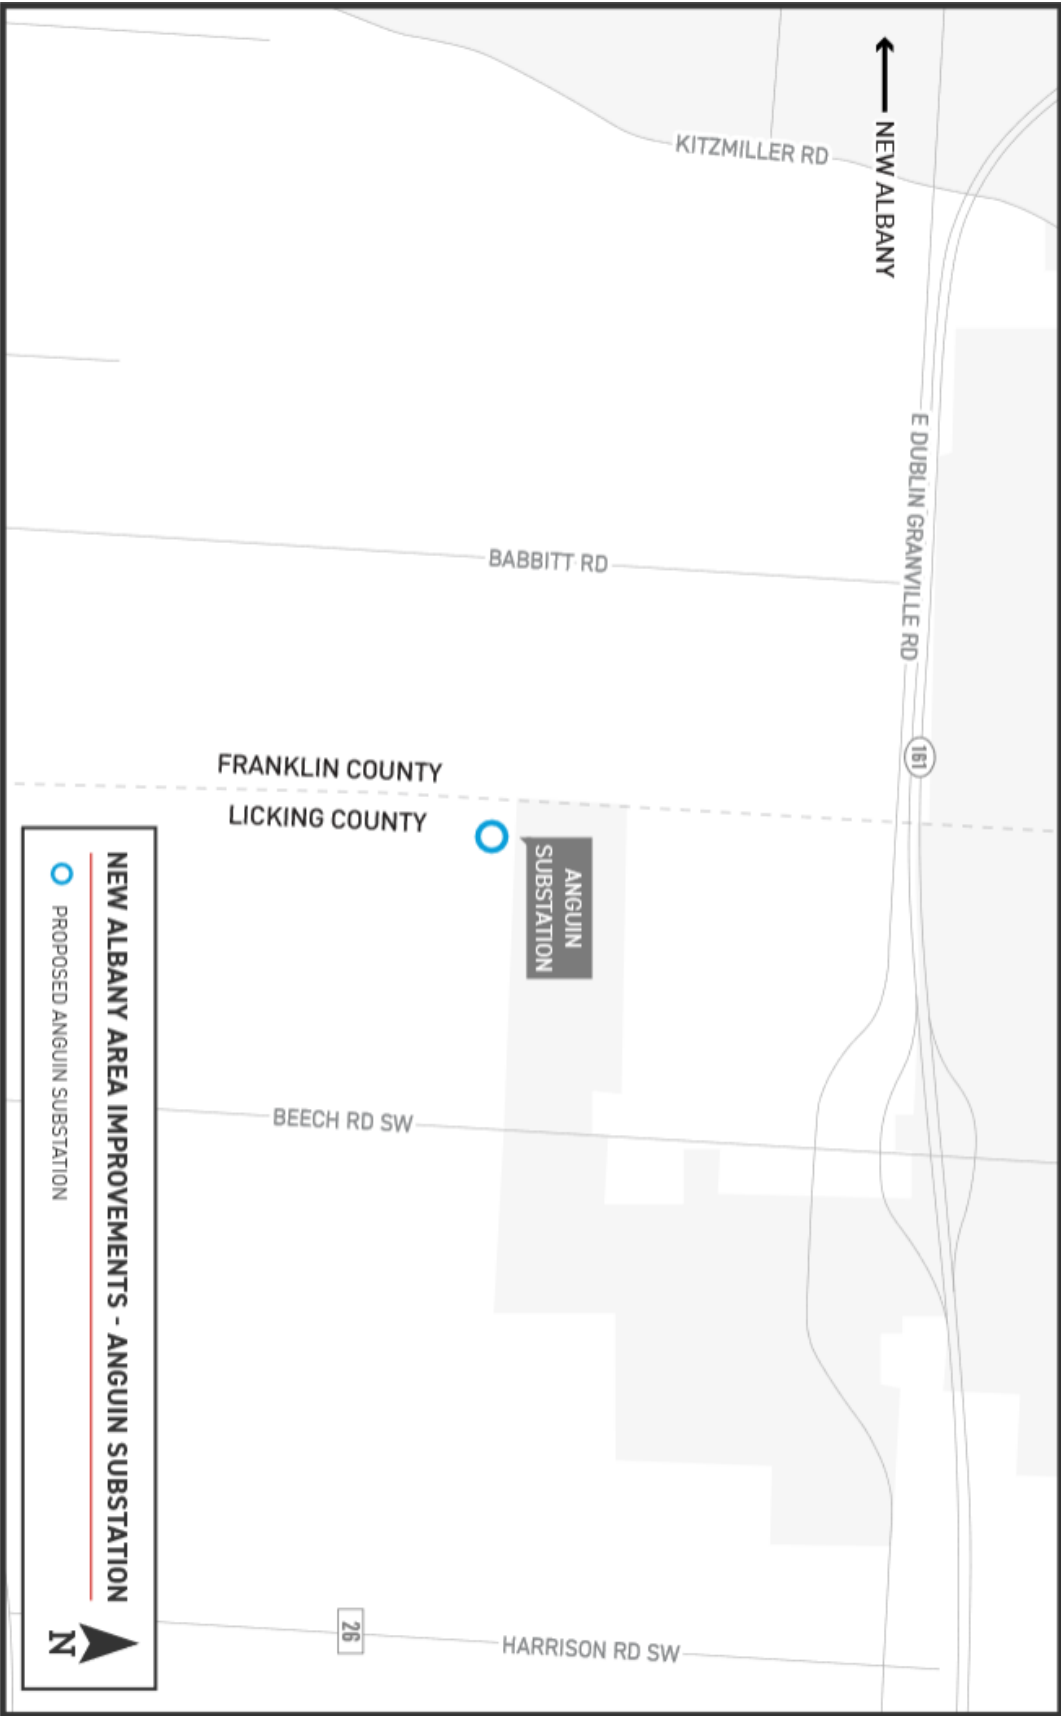 NEW ALBANY
E DUBLIN GRANVILLE RD
161
KITZMILLER RD
BABBITT RD
FRANKLIN COUNTY
LICKING COUNTY
ANGUIN
SUBSTATION
BEECH RD SW
HARRISON RD SW
26
NEW ALBANY AREA IMPROVEMENTS - ANGUIN SUBSTATION
PROPOSED ANGUIN SUBSTATION
N